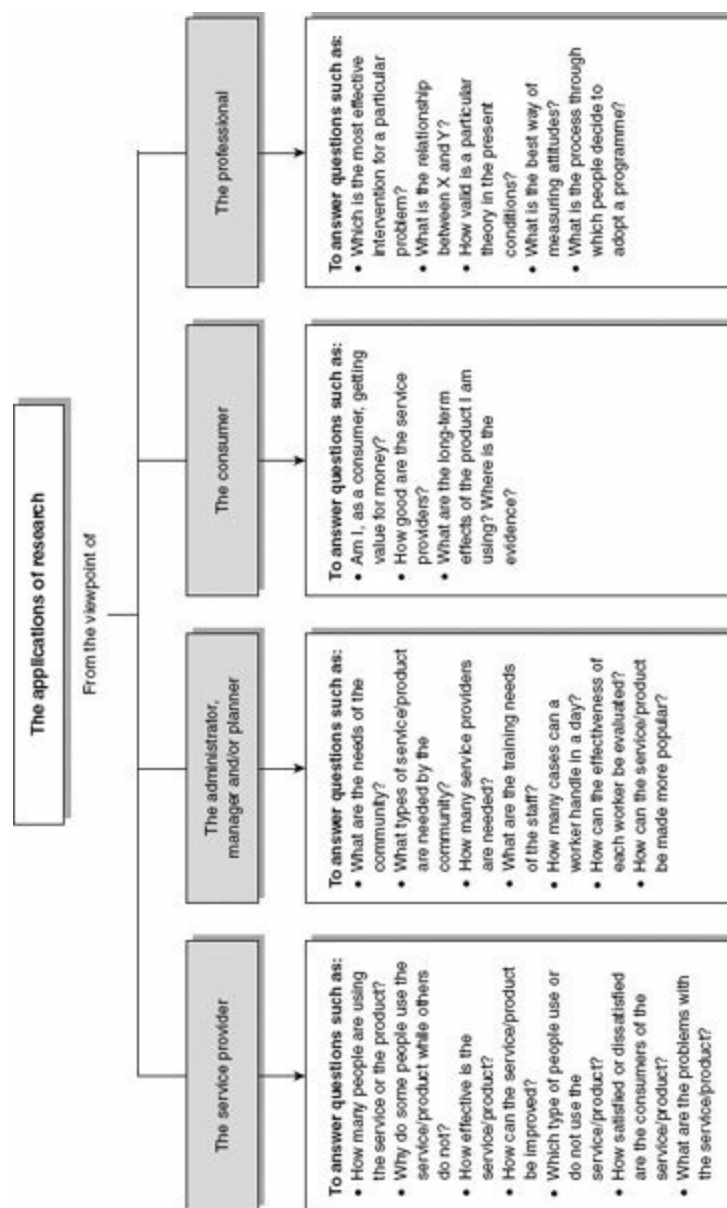 The applications of research
From the viewpoint of
The service provider
To answer questions such as:
• How many people are using
the service or the product?
• Why do some people use the
service/product while others
do not?
• How effective is the
service/product?
• How can the service/product
be improved?
• Which type of people use or
do not use the
service/product?
• How satisfied or dissatisfied
are the consumers of the
service/product?
• What are the problems with
the service/product?
The administrator,
manager and/or planner
To answer questions such as:
• What are the needs of the
community?
• What types of service/product
are needed by the
community?
• How many service providers
are needed?
• What are the training needs
of the staff?
• How many cases can a
worker handle in a day?
• How can the effectiveness of
each worker be evaluated?
• How can the service/product
be made more popular?
The consumer
To answer questions such as:
• Am I, as a consumer, getting
value for money?
• How good are the service
providers?
• What are the long-term
effects of the product I am
using? Where is the
evidence?
The professional
To answer questions such as:
• Which is the most effective
intervention for a particular
problem?
• What is the relationship
between X and Y?
• How valid is a particular
theory in the present
conditions?
• What is the best way of
measuring attitudes?
• What is the process through
which people decide to
adopt a programme?